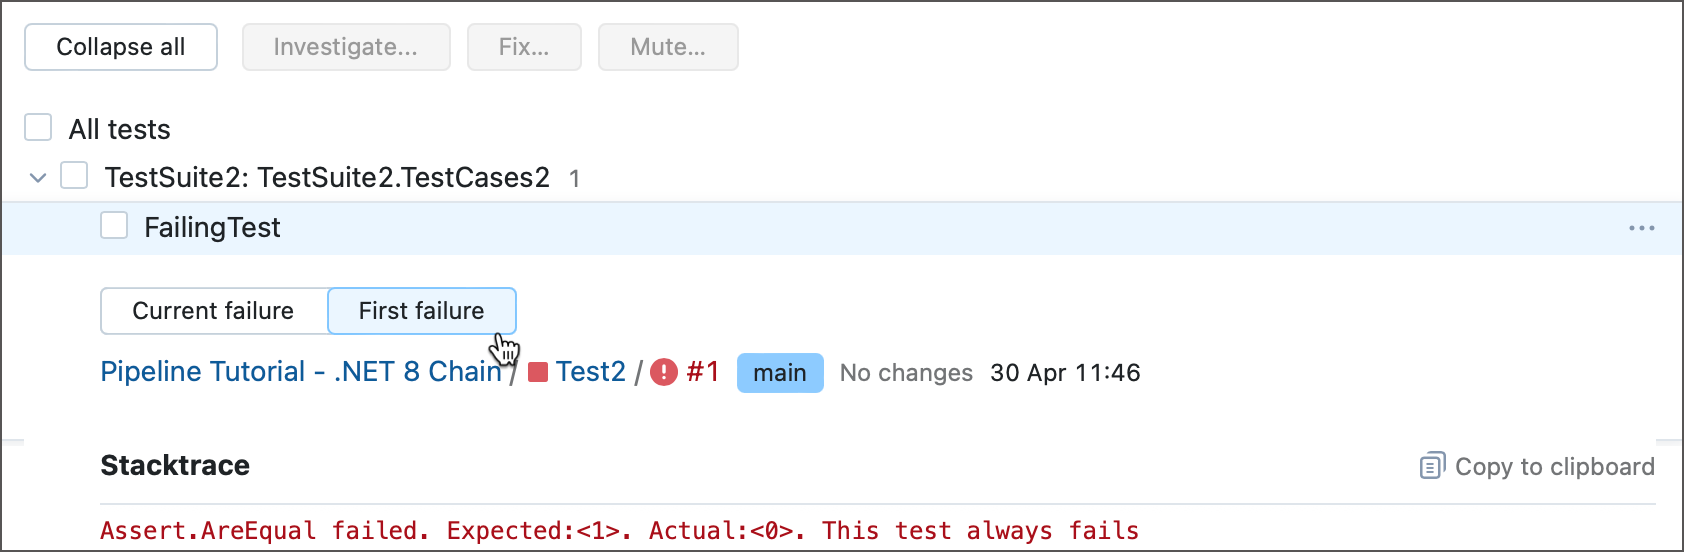 Collapse all Investigate... Fix... Mute...
All tests
TestSuite2: TestSuite2.TestCases2 1
FailingTest
Current failure First failure
Pipeline Tutorial - .NET 8 Chain / Test2 / #1 main No changes 30 Apr 11:46
Stacktrace Copy to clipboard
Assert.AreEqual failed. Expected:<1>. Actual:<0>. This test always fails